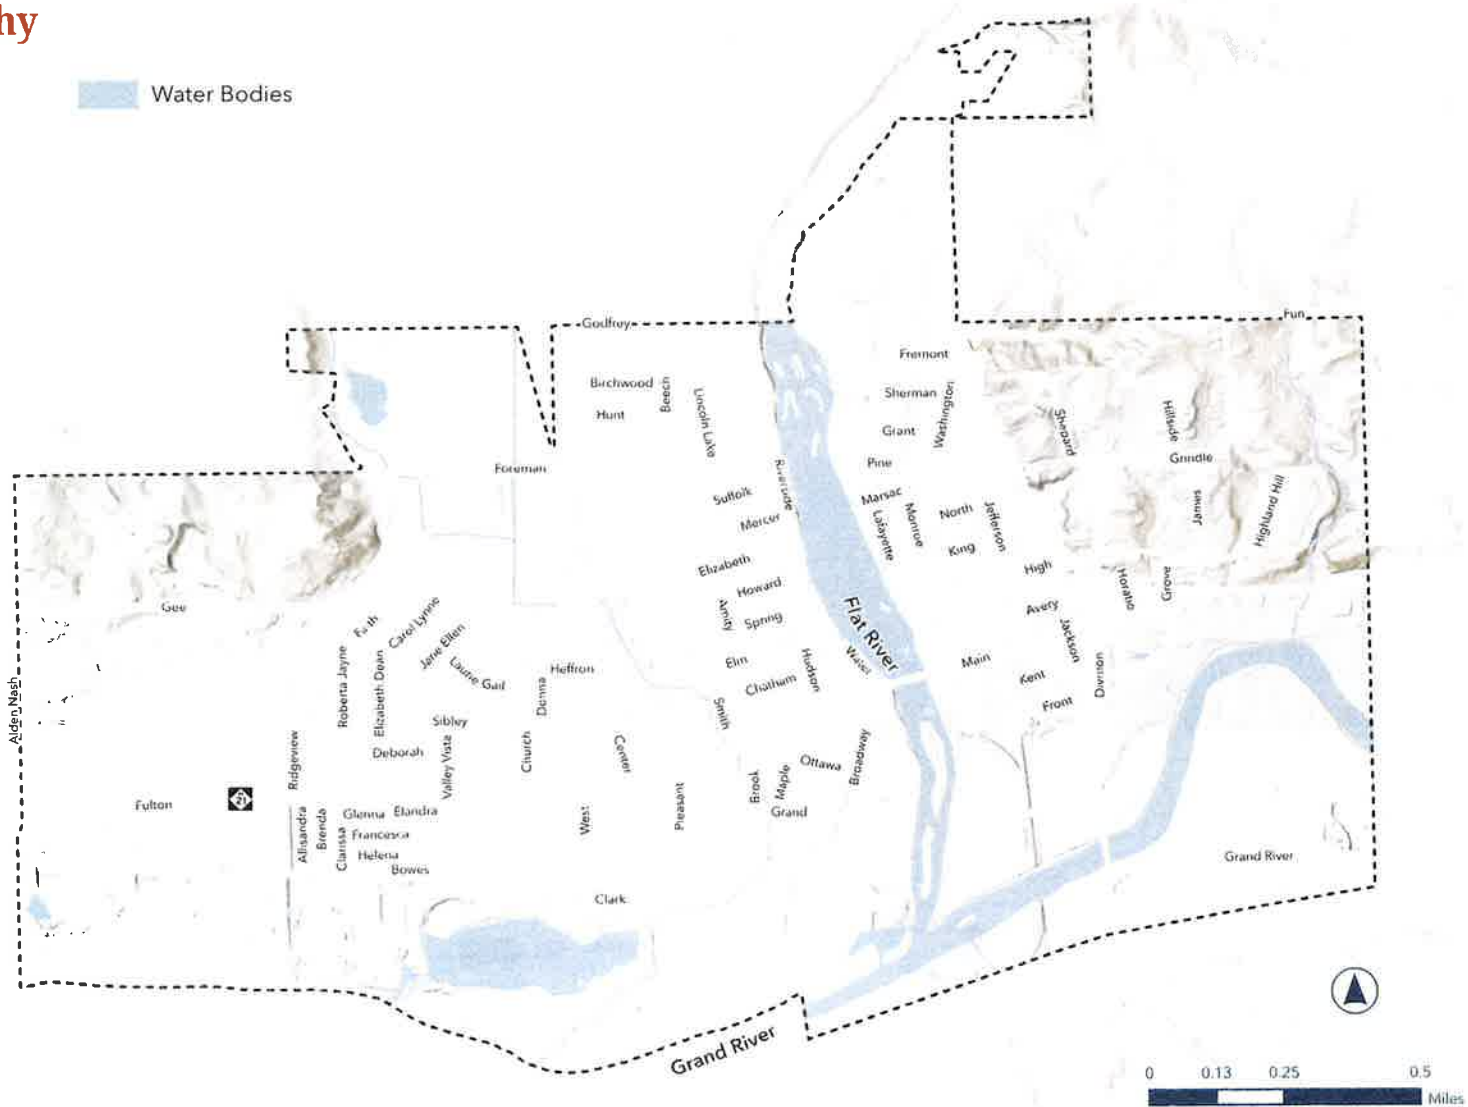 hy
Water Bodies
Godfrey
Fun
Fremont
Birchwood
Beech
Lincoln Lake
Hunt
Sherman
Washington
Grant
Shepard
Hillside
Pine
Grindle
Foreman
Riverside
Suffolk
Marsac
Mercer
Lafayette
Monroe
North
Jefferson
James
Highland Hill
King
Elizabeth
High
Howard
Horatio
Grove
Gee
Amity
Spring
Flat River
Avery
Carol Lynne
Jane Ellen
Jackson
Roberta Jayne
Elizabeth Dean
Laurie Gail
Heffron
Elm
Hudson
Water
Main
Alden Nash
Donna
Chatham
Kent
Division
Smith
Front
Sibley
Ridgeview
Deborah
Valley Vista
Church
Center
Ottawa
Broadway
Brook
Maple
Fulton
21
Pleasant
Grand
West
Allisandra
Brenda
Glenna
Elandra
Clarissa
Francesca
Helena
Bowes
Grand River
Clark
Grand River
0 0.13 0.25 0.5
Miles